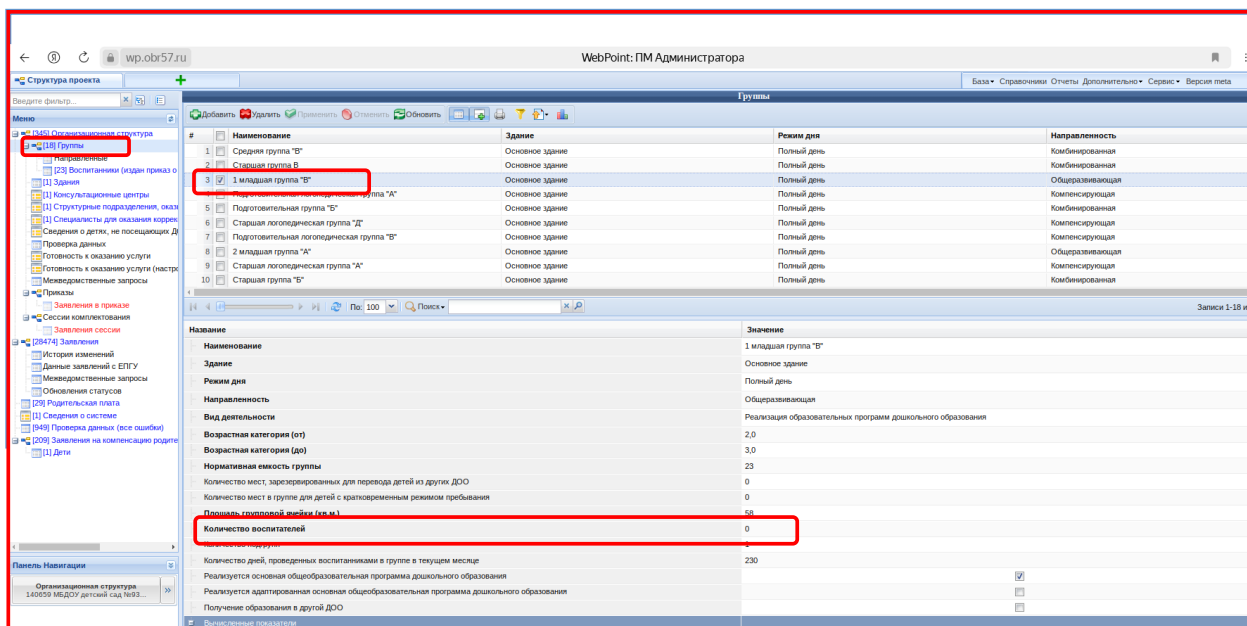 wp.obr57.ru WebPoint: ПМ Администратора
Структура проекта База Справочники Отчеты Дополнительно Сервис Версия meta
Введите фильтр... Группы
Меню Добавить Удалить Применить Отменить Обновить
[345] Организационная структура
[18] Группы
Направленные
[23] Воспитанники (издан приказ о
[1] Здания
[1] Консультационные центры
[1] Структурные подразделения, оказ
[1] Специалисты для оказания коррек
Сведения о детях, не посещающих Д
Проверка данных
Готовность к оказанию услуги
Готовность к оказанию услуги (настр
Межведомственные запросы
Приказы
Заявления в приказе
Сессии комплектования
Заявления сессии
[28474] Заявления
История изменений
Данные заявлений с ЕПГУ
Межведомственные запросы
Обновления статусов
[29] Родительская плата
[1] Сведения о системе
[949] Проверка данных (все ошибки)
[209] Заявления на компенсацию родите
[1] Дети
Панель Навигации
Организационная структура
140659 МБДОУ детский сад №93...
# Наименование Здание Режим дня Направленность
1 Средняя группа "В" Основное здание Полный день Комбинированная
2 Старшая группа В Основное здание Полный день Комбинированная
3 1 младшая группа "В" Основное здание Полный день Общеразвивающая
группа "А" Основное здание Полный день Компенсирующая
5 Подготовительная группа "Б" Основное здание Полный день Комбинированная
6 Старшая логопедическая группа "Д" Основное здание Полный день Компенсирующая
7 Подготовительная логопедическая группа "В" Основное здание Полный день Компенсирующая
8 2 младшая группа "А" Основное здание Полный день Общеразвивающая
9 Старшая логопедическая группа "А" Основное здание Полный день Компенсирующая
10 Старшая группа "Б" Основное здание Полный день Комбинированная
По: 100 Поиск Записи 1-18 и
Название Значение
Наименование 1 младшая группа "В"
Здание Основное здание
Режим дня Полный день
Направленность Общеразвивающая
Вид деятельности Реализация образовательных программ дошкольного образования
Возрастная категория (от) 2,0
Возрастная категория (до) 3,0
Нормативная емкость группы 23
Количество мест, зарезервированных для перевода детей из других ДОО 0
Количество мест в группе для детей с кратковременным режимом пребывания 0
Площадь групповой ячейки (кв.м.) 58
Количество воспитателей 0
Количество дней, проведенных воспитанниками в группе в текущем месяце 230
Реализуется основная общеобразовательная программа дошкольного образования
Реализуется адаптированная основная общеобразовательная программа дошкольного образования
Получение образования в другой ДОО
Вычисленные показатели